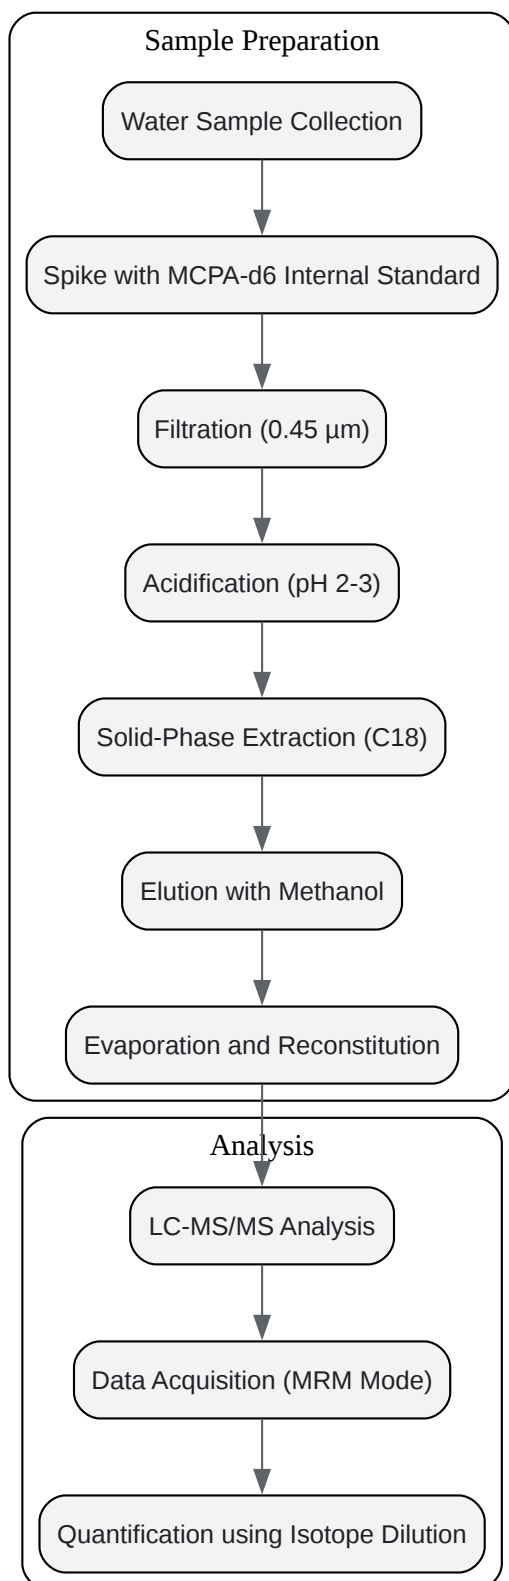 Sample Preparation
Water Sample Collection
Spike with MCPA-d6 Internal Standard
Filtration (0.45 µm)
Acidification (pH 2-3)
Solid-Phase Extraction (C18)
Elution with Methanol
Evaporation and Reconstitution
Analysis
LC-MS/MS Analysis
Data Acquisition (MRM Mode)
Quantification using Isotope Dilution